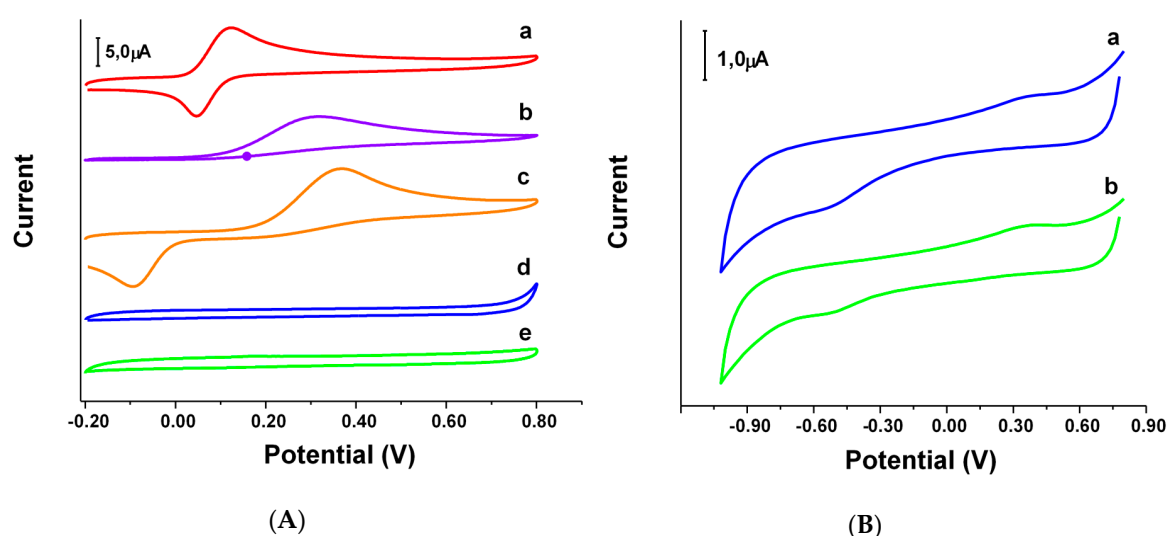 5,0µA
a
b
c
d
e
Current
-0.20 0.00 0.20 0.40 0.60 0.80
Potential (V)
(A)
1,0µA
a
b
Current
-0.90 -0.60 -0.30 0.00 0.30 0.60 0.90
Potential (V)
(B)